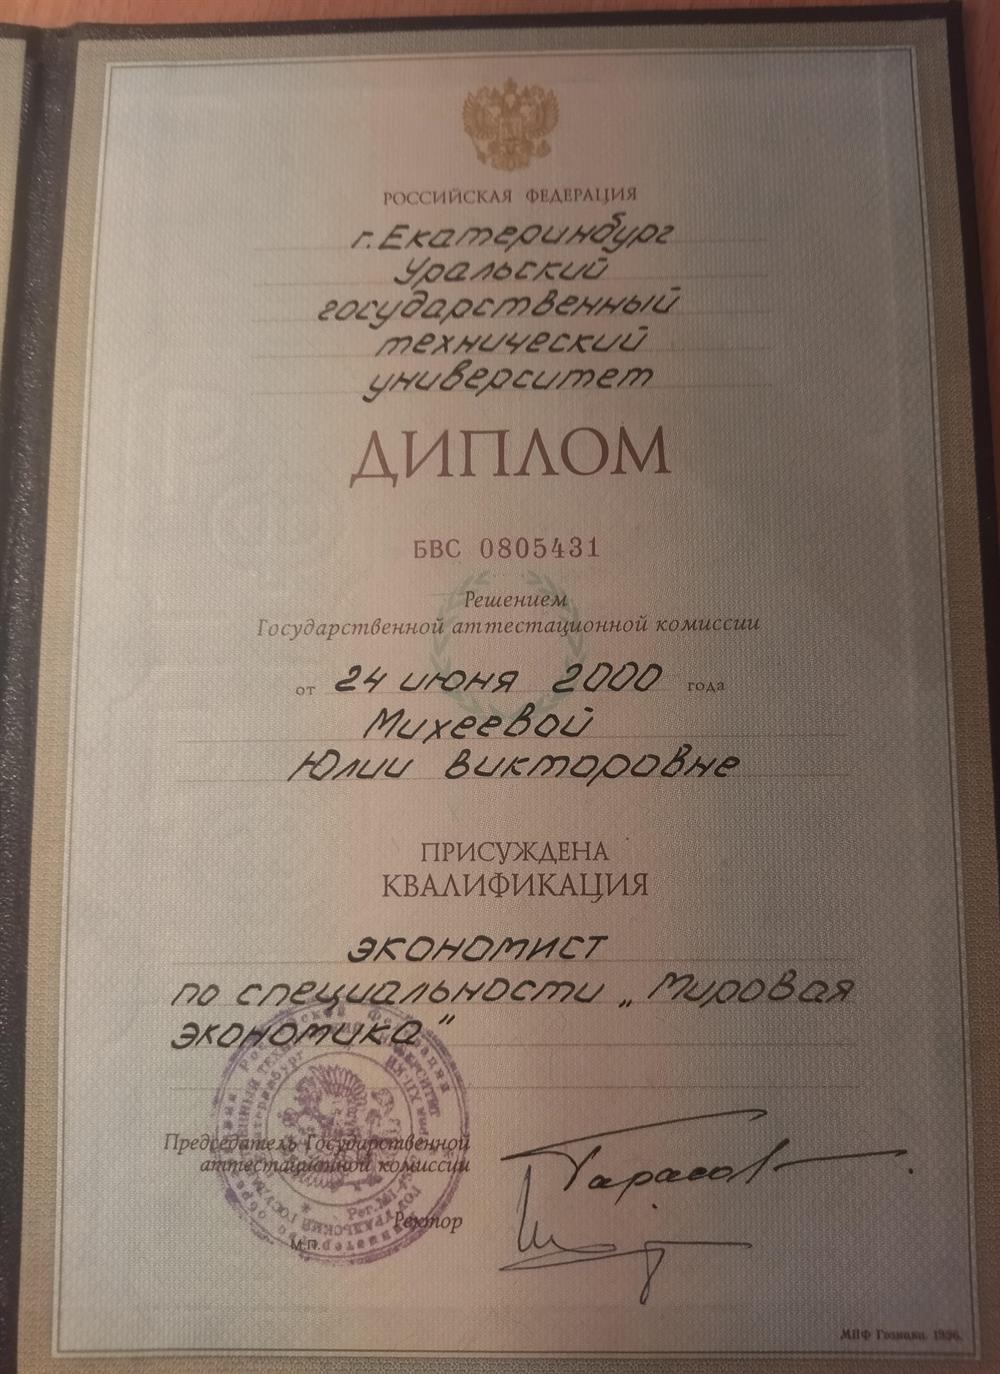 РОССИЙСКАЯ ФЕДЕРАЦИЯ
г. Екатеринбург
Уральский
государственный
технический
университет
ДИПЛОМ
БВС 0805431
Решением
Государственной аттестационной комиссии
от 24 июня 2000 года
Михеевой
Юлии Викторовне
ПРИСУЖДЕНА
КВАЛИФИКАЦИЯ
экономист
по специальности „Мировая
экономика“
Председатель Государственной
аттестационной комиссии
Тарасов
Ректор
М.П.
МПФ Гознака. 1996.